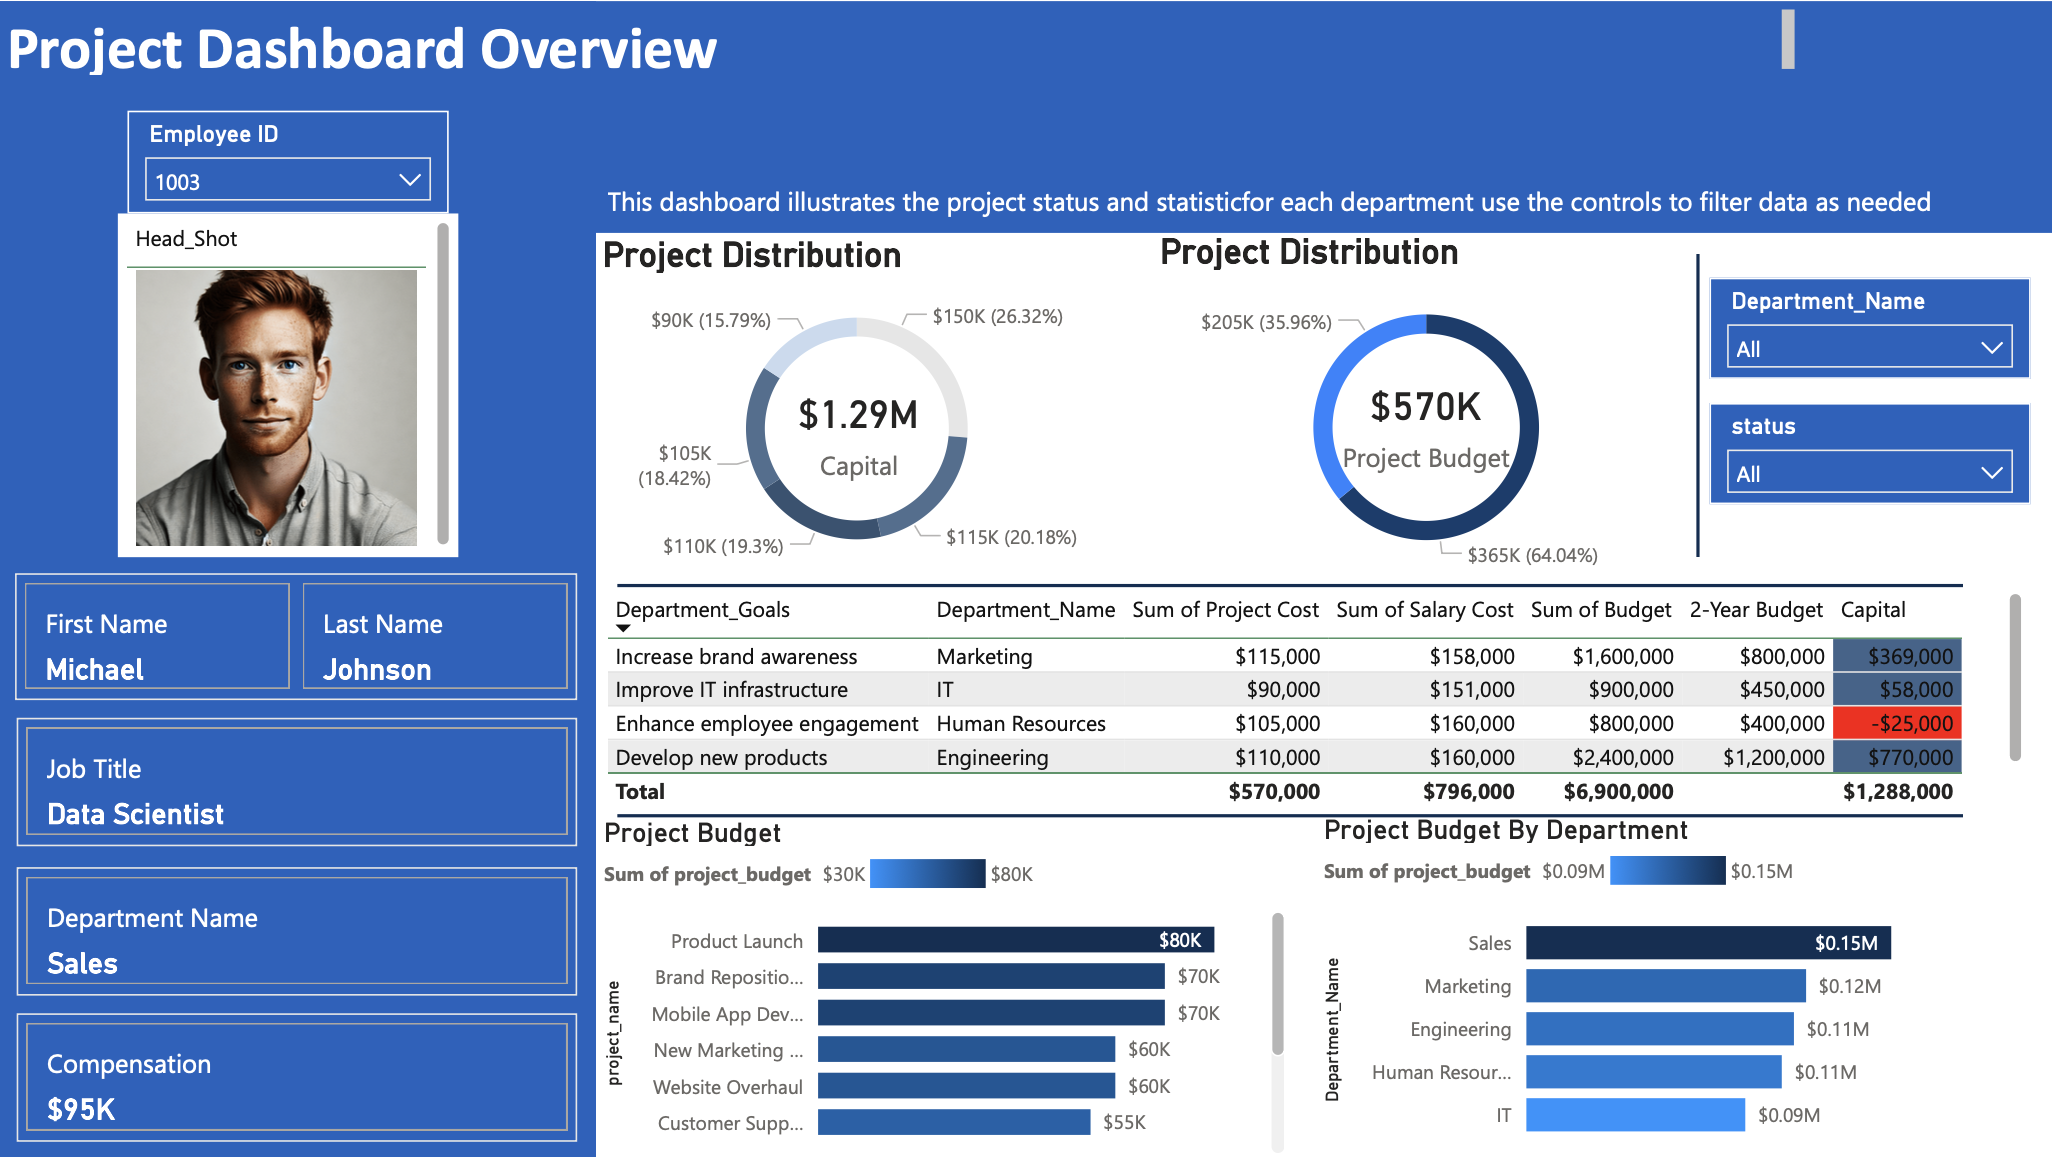 Project Dashboard Overview
Employee ID
1003
Head_Shot
First Name
Michael
Last Name
Johnson
Job Title
Data Scientist
Department Name
Sales
Compensation
$95K
This dashboard illustrates the project status and statisticfor each department use the controls to filter data as needed
Project Distribution
$90K (15.79%)
$150K (26.32%)
$105K
(18.42%)
$1.29M
Capital
$110K (19.3%)
$115K (20.18%)
Project Distribution
$205K (35.96%)
$570K
Project Budget
$365K (64.04%)
Department_Name
All
status
All
Department_Goals Department_Name Sum of Project Cost Sum of Salary Cost Sum of Budget 2-Year Budget Capital
Increase brand awareness Marketing $115,000 $158,000 $1,600,000 $800,000 $369,000
Improve IT infrastructure IT $90,000 $151,000 $900,000 $450,000 $58,000
Enhance employee engagement Human Resources $105,000 $160,000 $800,000 $400,000 -$25,000
Develop new products Engineering $110,000 $160,000 $2,400,000 $1,200,000 $770,000
Total $570,000 $796,000 $6,900,000 $1,288,000
Project Budget
Sum of project_budget $30K $80K
project_name
Product Launch $80K
Brand Repositio... $70K
Mobile App Dev... $70K
New Marketing ... $60K
Website Overhaul $60K
Customer Supp... $55K
Project Budget By Department
Sum of project_budget $0.09M $0.15M
Department_Name
Sales $0.15M
Marketing $0.12M
Engineering $0.11M
Human Resour... $0.11M
IT $0.09M